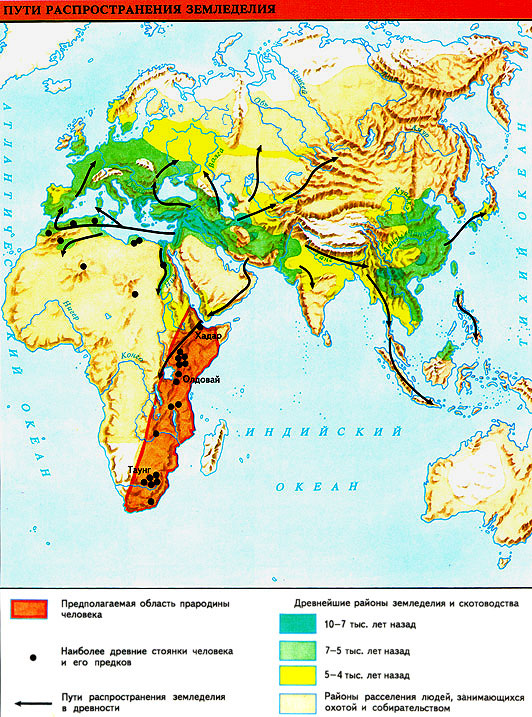 ПУТИ РАСПРОСТРАНЕНИЯ ЗЕМЛЕДЕЛИЯ
АТЛАНТИЧЕСКИЙ ОКЕАН
ТИХИЙ ОКЕАН
Обь
Волга
Нигер
Конго
Хадар
Олдовай
Таунг
ИНДИЙСКИЙ
ОКЕАН
Предполагаемая область прародины
человека
Наиболее древние стоянки человека
и его предков
Пути распространения земледелия
в древности
Древнейшие районы земледелия и скотоводства
10–7 тыс. лет назад
7–5 тыс. лет назад
5–4 тыс. лет назад
Районы расселения людей, занимающихся
охотой и собирательством